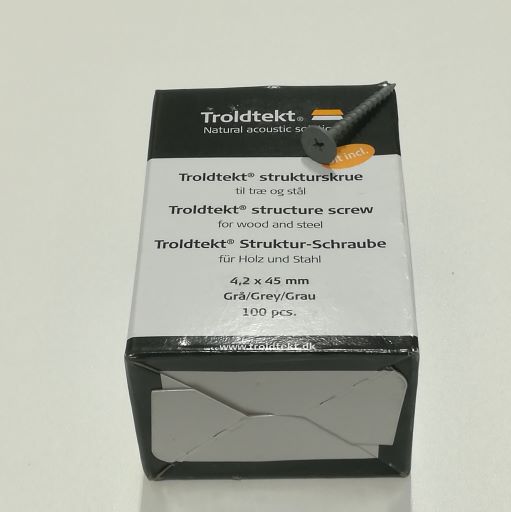 Troldtekt®
Natural acoustic
it incl.
Troldtekt® strukturskrue
til træ og stål
Troldtekt® structure screw
for wood and steel
Troldtekt® Struktur-Schraube
für Holz und Stahl
4,2 x 45 mm
Grå/Grey/Grau
100 pcs.
www.troldtekt.dk